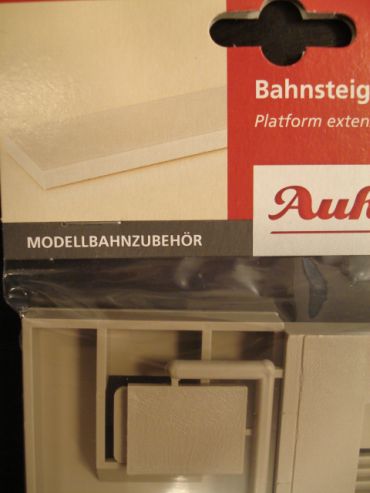 Bahnsteig
Platform exten
Auh
MODELLBAHNZUBEHÖR